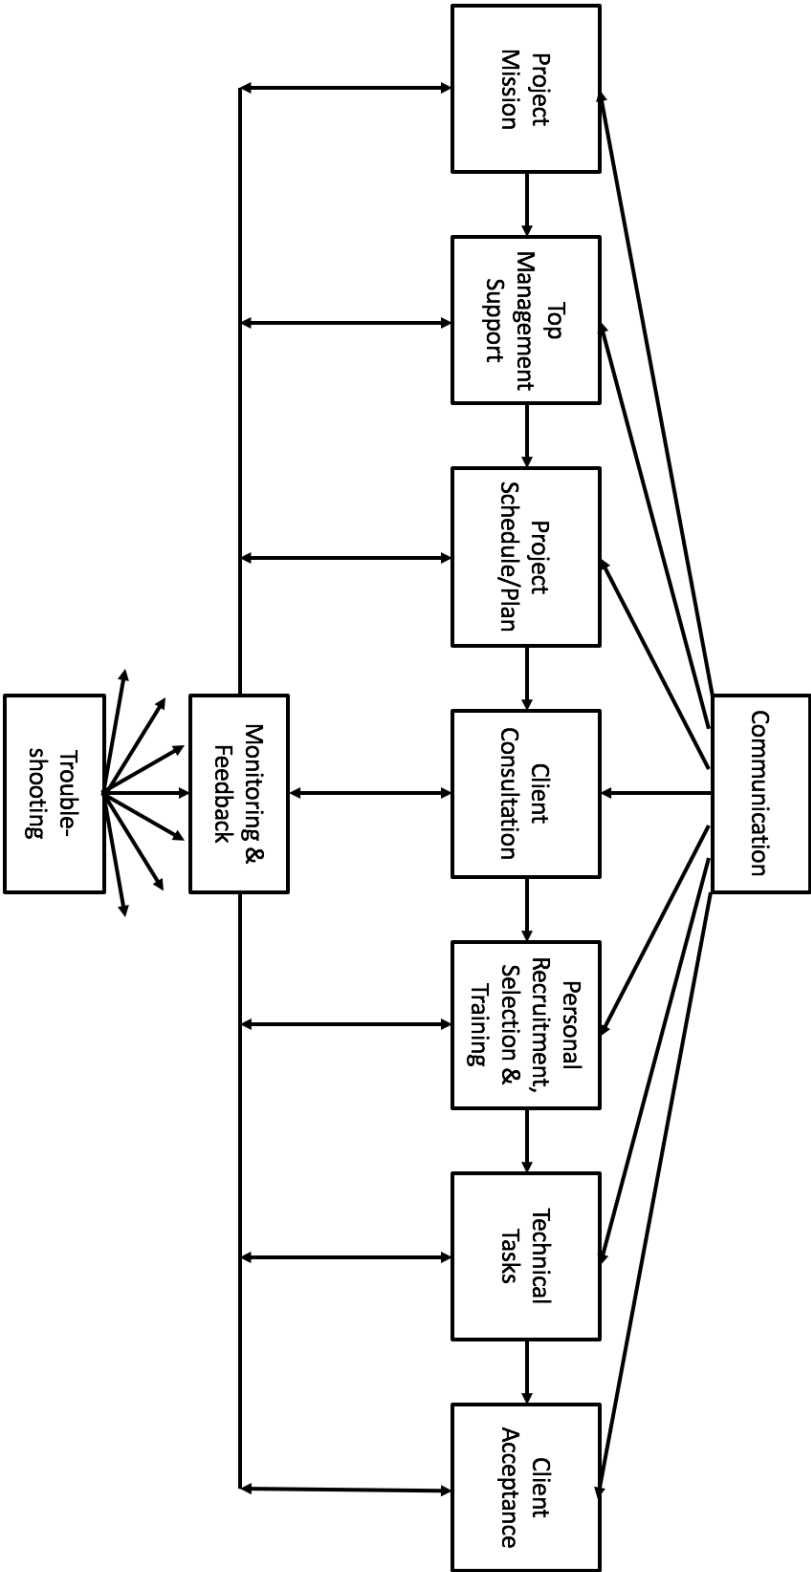 Communication
Project
Mission
Top
Management
Support
Project
Schedule/Plan
Client
Consultation
Personal
Recruitment,
Selection &
Training
Technical
Tasks
Client
Acceptance
Monitoring &
Feedback
Trouble-
shooting